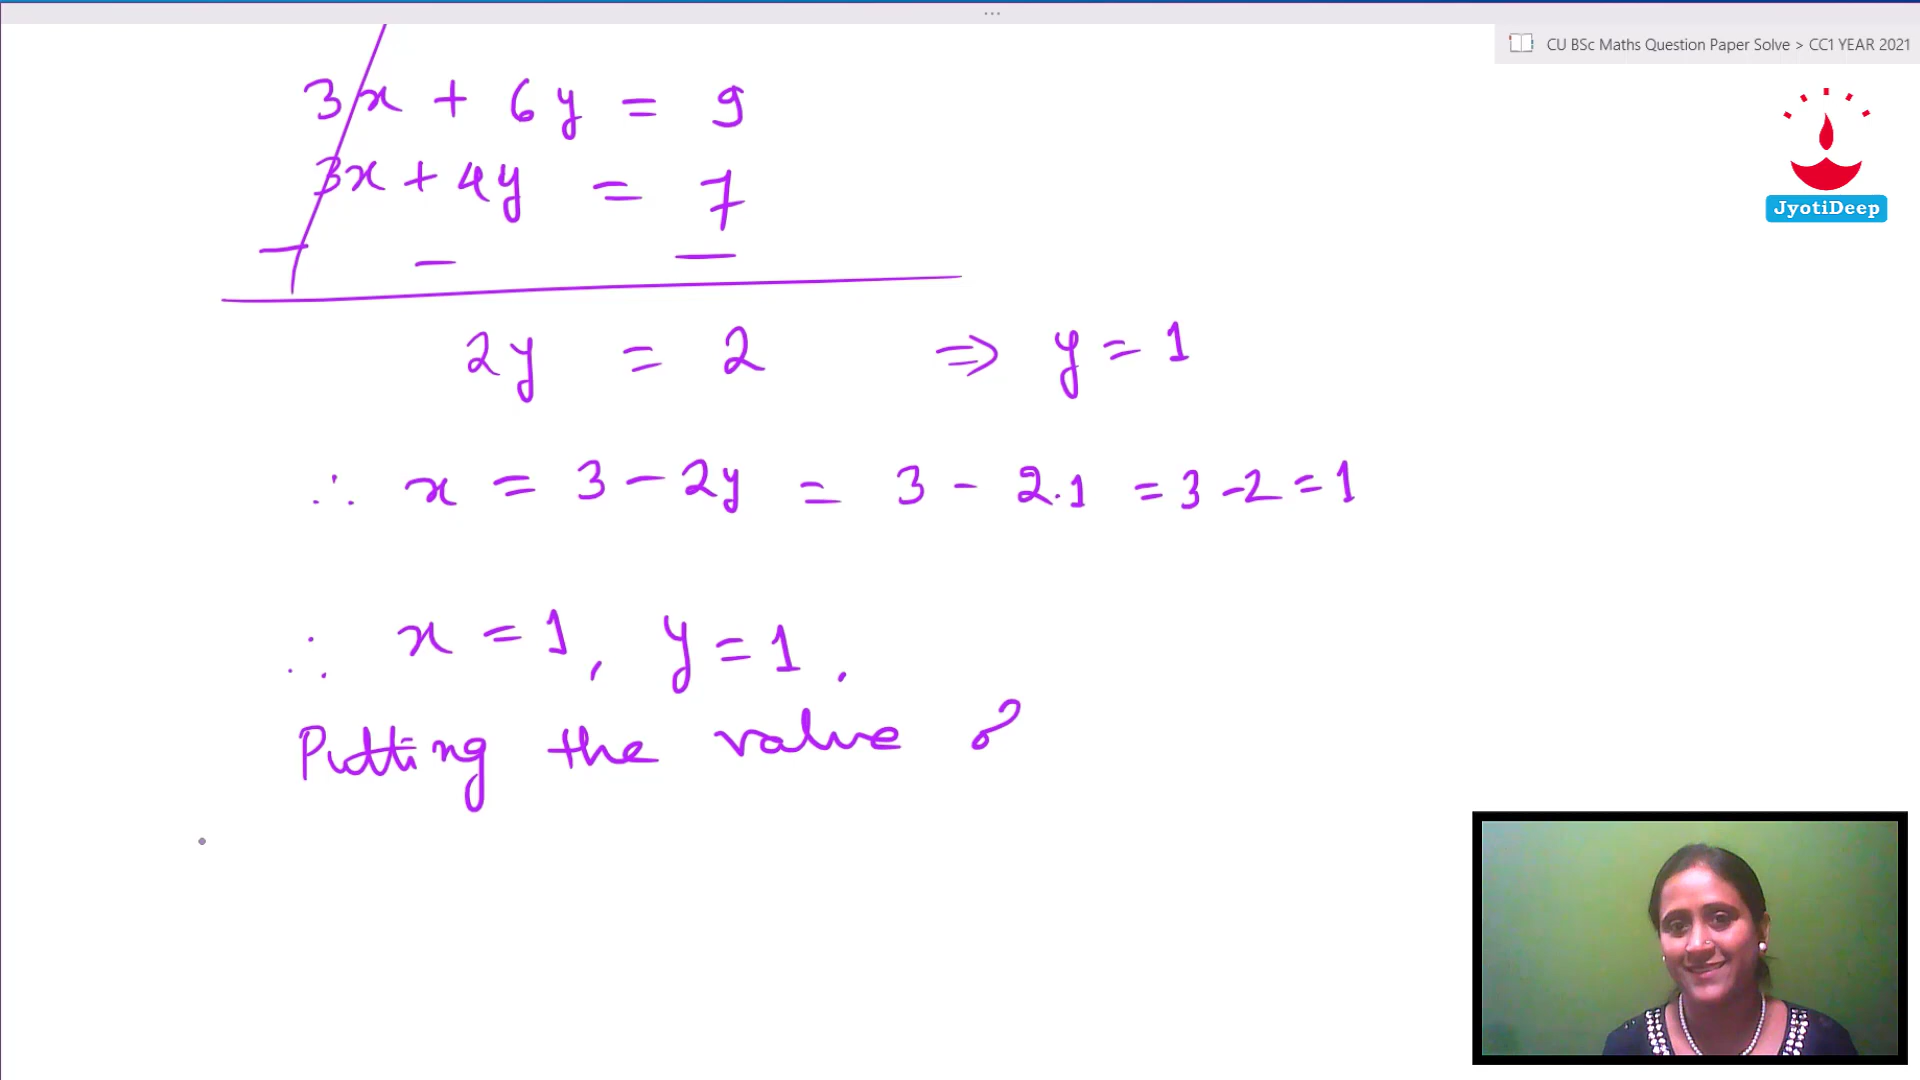 ...
CU BSc Maths Question Paper Solve > CC1 YEAR 2021
JyotiDeep
3x + 6y = 9
3x + 4y = 7
- - -
2y = 2 ⇒ y = 1
∴ x = 3 - 2y = 3 - 2.1 = 3 - 2 = 1
∴ x = 1, y = 1.
Putting the value